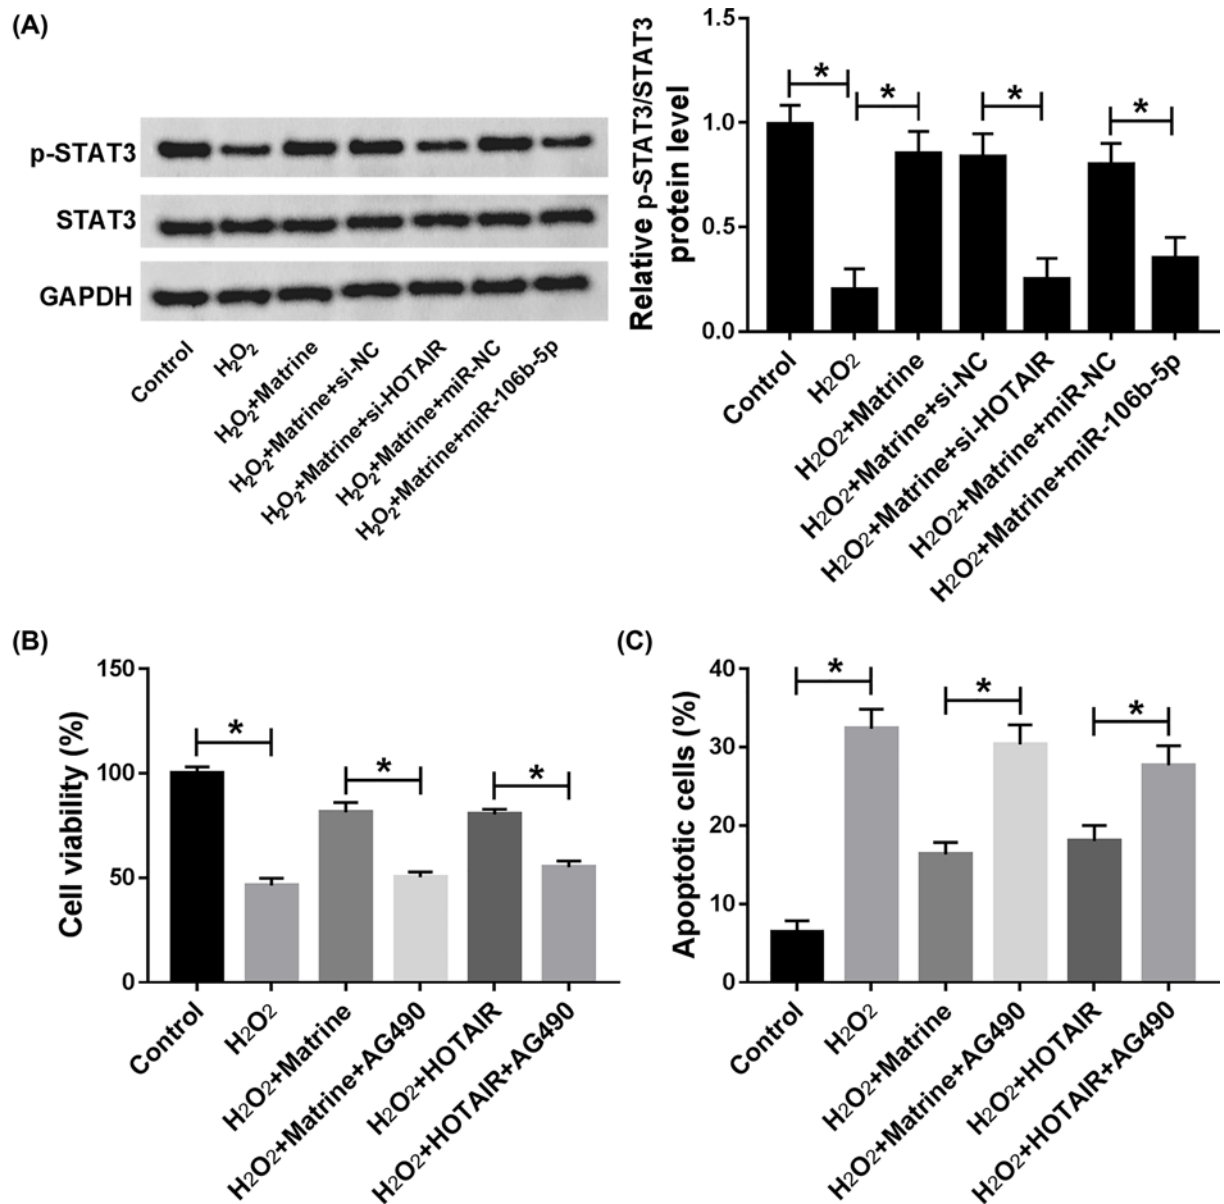 (A)
p-STAT3
STAT3
GAPDH
Control
H₂O₂
H₂O₂+Matrine
H₂O₂+Matrine+si-NC
H₂O₂+Matrine+si-HOTAIR
H₂O₂+Matrine+miR-NC
H₂O₂+Matrine+miR-106b-5p
Relative p-STAT3/STAT3
protein level
1.5
1.0
0.5
0.0
*
*
*
*
Control
H₂O₂
H₂O₂+Matrine
H₂O₂+Matrine+si-NC
H₂O₂+Matrine+si-HOTAIR
H₂O₂+Matrine+miR-NC
H₂O₂+Matrine+miR-106b-5p
(B)
Cell viability (%)
150
100
50
0
*
*
*
Control
H₂O₂
H₂O₂+Matrine
H₂O₂+Matrine+AG490
H₂O₂+HOTAIR
H₂O₂+HOTAIR+AG490
(C)
Apoptotic cells (%)
40
30
20
10
0
*
*
*
Control
H₂O₂
H₂O₂+Matrine
H₂O₂+Matrine+AG490
H₂O₂+HOTAIR
H₂O₂+HOTAIR+AG490